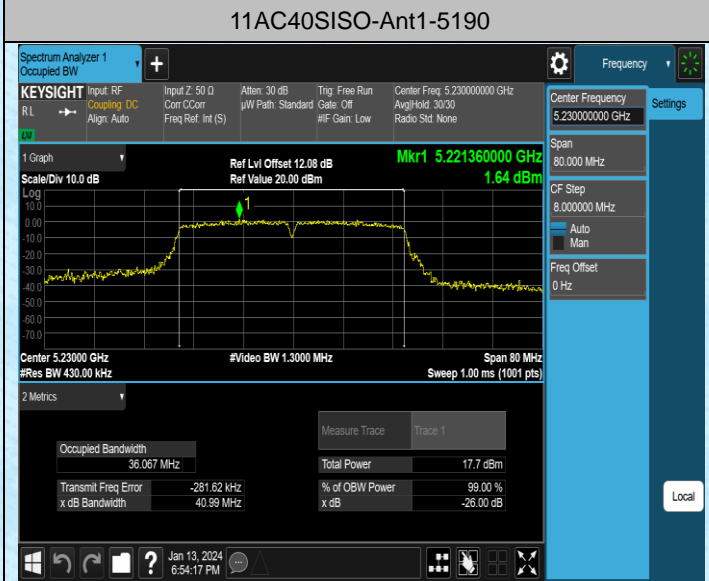 11AC40SISO-Ant1-5190
Spectrum Analyzer 1
Occupied BW
Frequency
KEYSIGHT
Input: RF
Input Z: 50 Ω
Atten: 30 dB
Trig: Free Run
Center Freq: 5.230000000 GHz
RL
Coupling: DC
Corr CCorr
µW Path: Standard
Gate: Off
Avg|Hold: 30/30
Align: Auto
Freq Ref: Int (S)
#IF Gain: Low
Radio Std: None
LXI
Center Frequency
5.230000000 GHz
Settings
Span
80.000 MHz
CF Step
8.000000 MHz
Auto
Man
Freq Offset
0 Hz
1 Graph
Ref Lvl Offset 12.08 dB
Mkr1 5.221360000 GHz
Scale/Div 10.0 dB
Ref Value 20.00 dBm
1.64 dBm
Log
10.0
0.00
-10.0
-20.0
-30.0
-40.0
-50.0
-60.0
-70.0
1
Center 5.23000 GHz
#Video BW 1.3000 MHz
Span 80 MHz
#Res BW 430.00 kHz
Sweep 1.00 ms (1001 pts)
2 Metrics
Measure Trace
Trace 1
Occupied Bandwidth
36.067 MHz
Total Power
17.7 dBm
Transmit Freq Error
-281.62 kHz
% of OBW Power
99.00 %
x dB Bandwidth
40.99 MHz
x dB
-26.00 dB
Local
Jan 13, 2024
6:54:17 PM